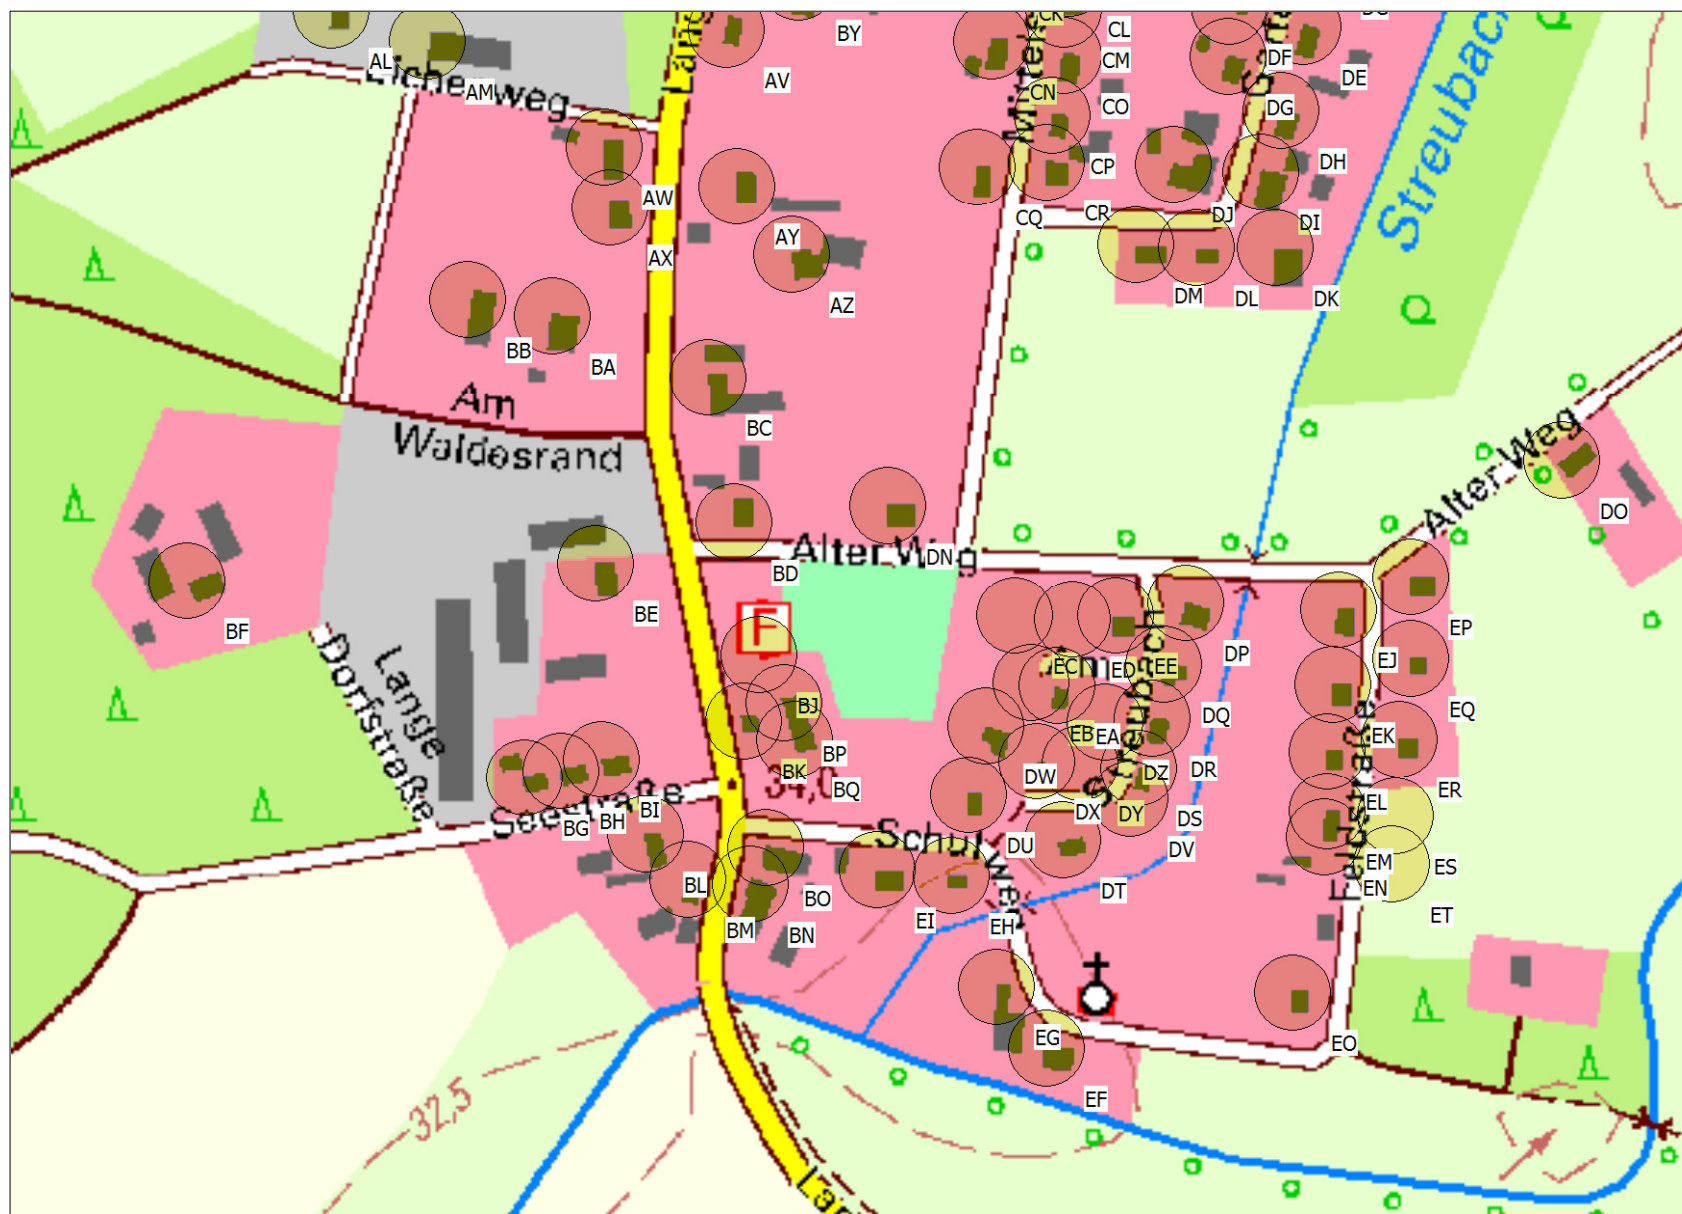 BY
CK
CL
AV
AL
Eichenweg
AM
CM
CN
CO
DF
DE
DG
CP
DH
AW
AX
AY
AZ
CQ
CR
DJ
DI
DM
DL
DK
Streubach
BB
BA
Am
Waldesrand
BC
Alter Weg
DO
Alter Weg
DN
BD
BE
BF
F
EP
DP
EC
ED
EE
EJ
Lange
Dorfstraße
Am
Streubach
BJ
EB
EA
DQ
EQ
EK
BP
BK
BQ
34,0
DW
DZ
DR
ER
EL
Seestraße
BG
BH
BI
DX
DY
DS
DU
DV
Schulweg
Feldstraße
EM
ES
EN
BL
BO
DT
ET
BM
BN
EI
EH
EG
EO
EF
32,5